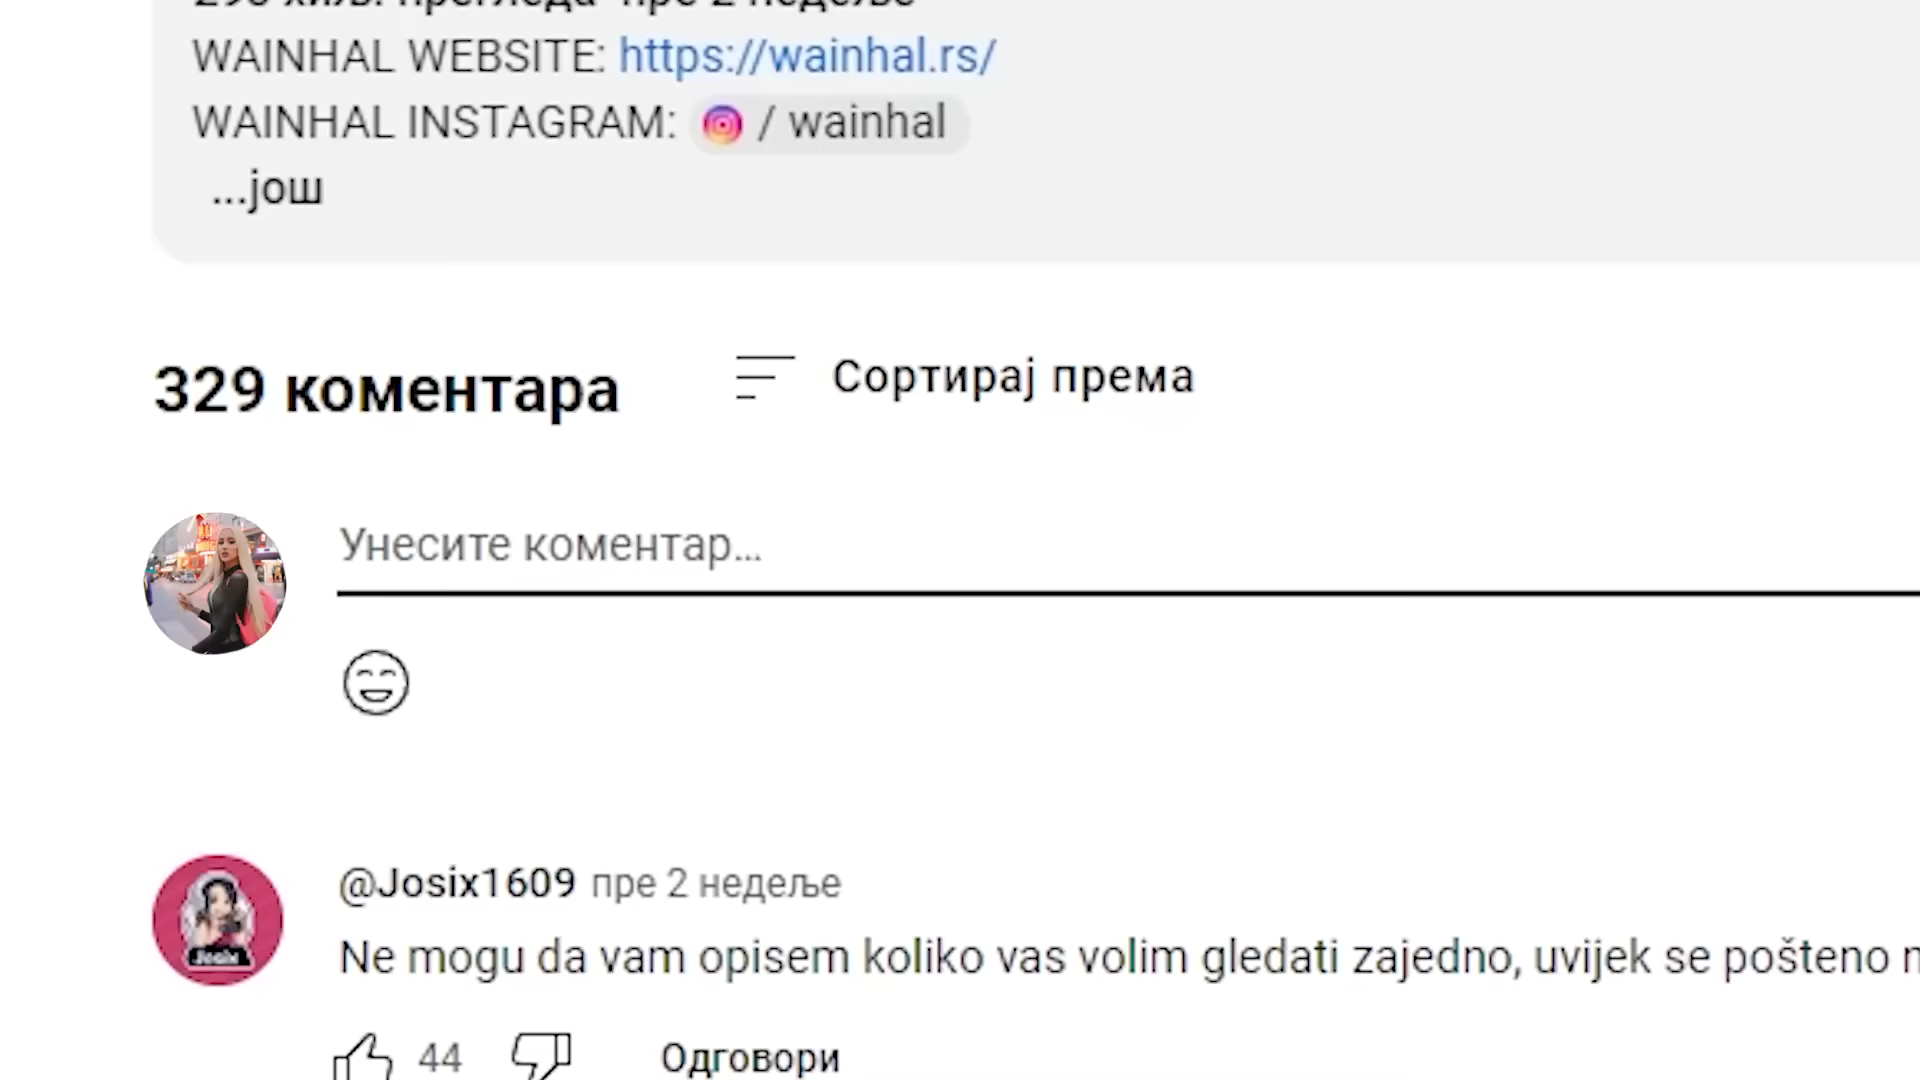 WAINHAL WEBSITE: https://wainhal.rs/
WAINHAL INSTAGRAM: / wainhal
...још
329 коментара
Сортирај према
Унесите коментар...
@Josix1609 пре 2 недеље
Ne mogu da vam opisem koliko vas volim gledati zajedno, uvijek se pošteno
44
Одговори